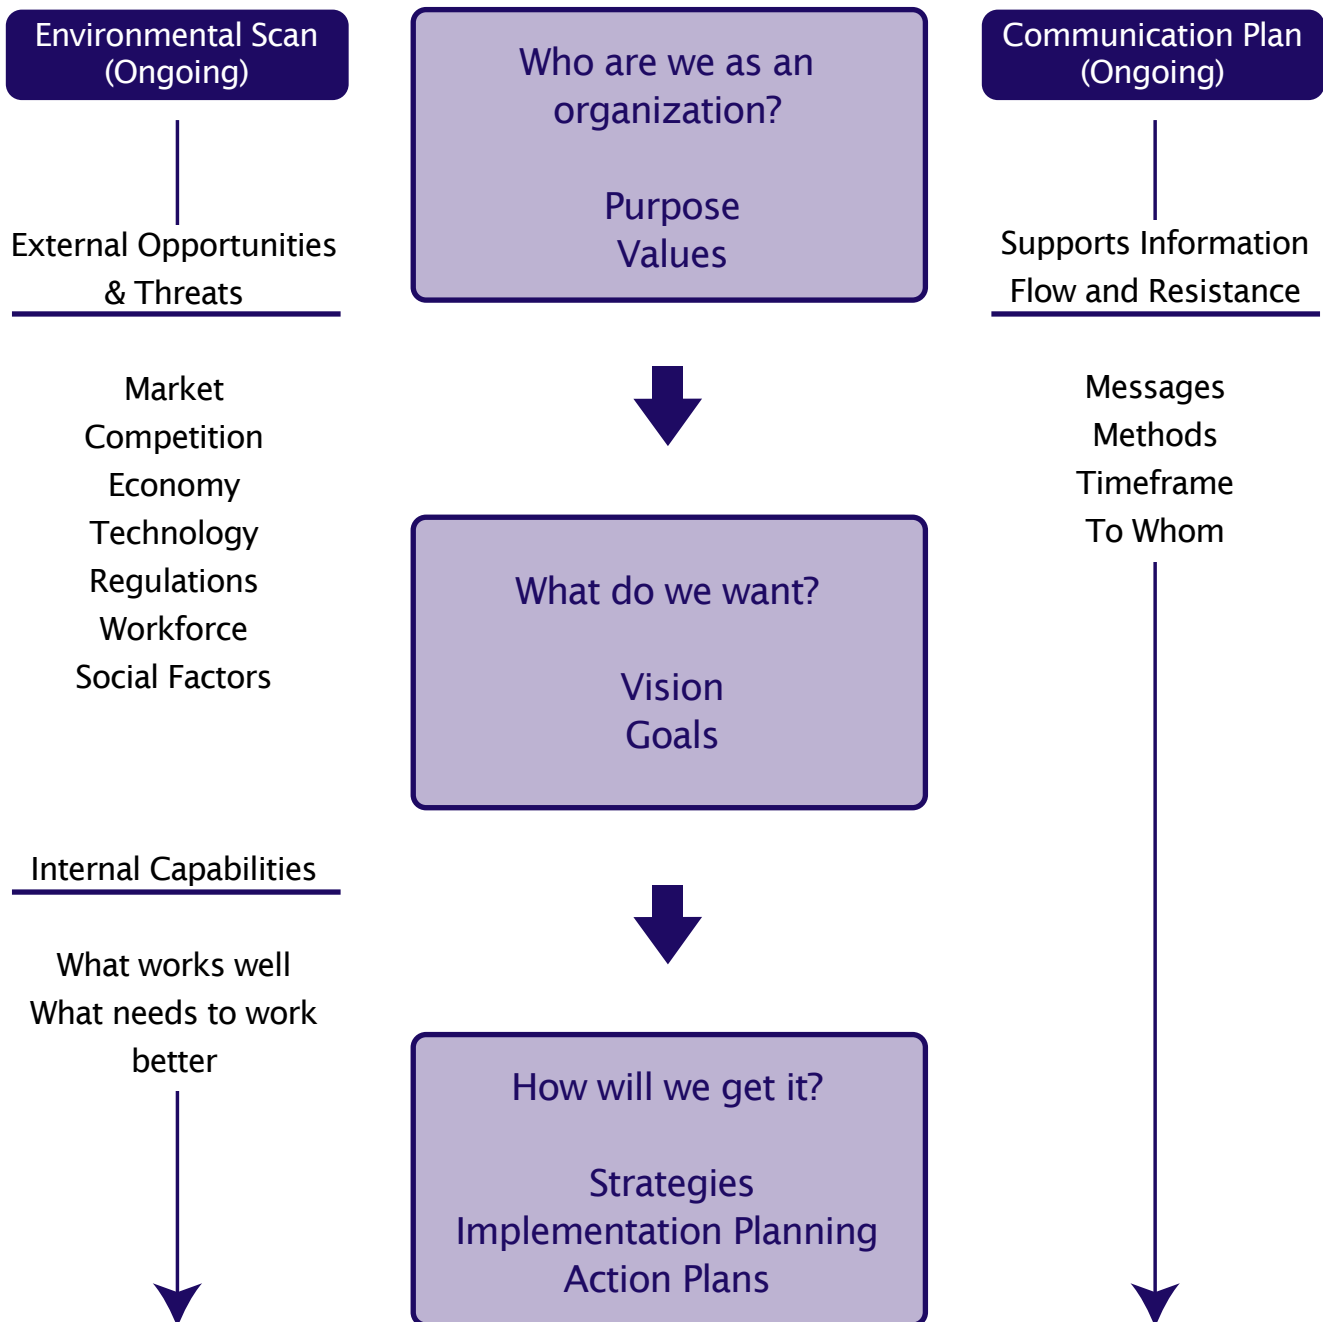 Environmental Scan
(Ongoing)
External Opportunities
& Threats
Market
Competition
Economy
Technology
Regulations
Workforce
Social Factors
Internal Capabilities
What works well
What needs to work
better
Who are we as an
organization?
Purpose
Values
What do we want?
Vision
Goals
How will we get it?
Strategies
Implementation Planning
Action Plans
Communication Plan
(Ongoing)
Supports Information
Flow and Resistance
Messages
Methods
Timeframe
To Whom